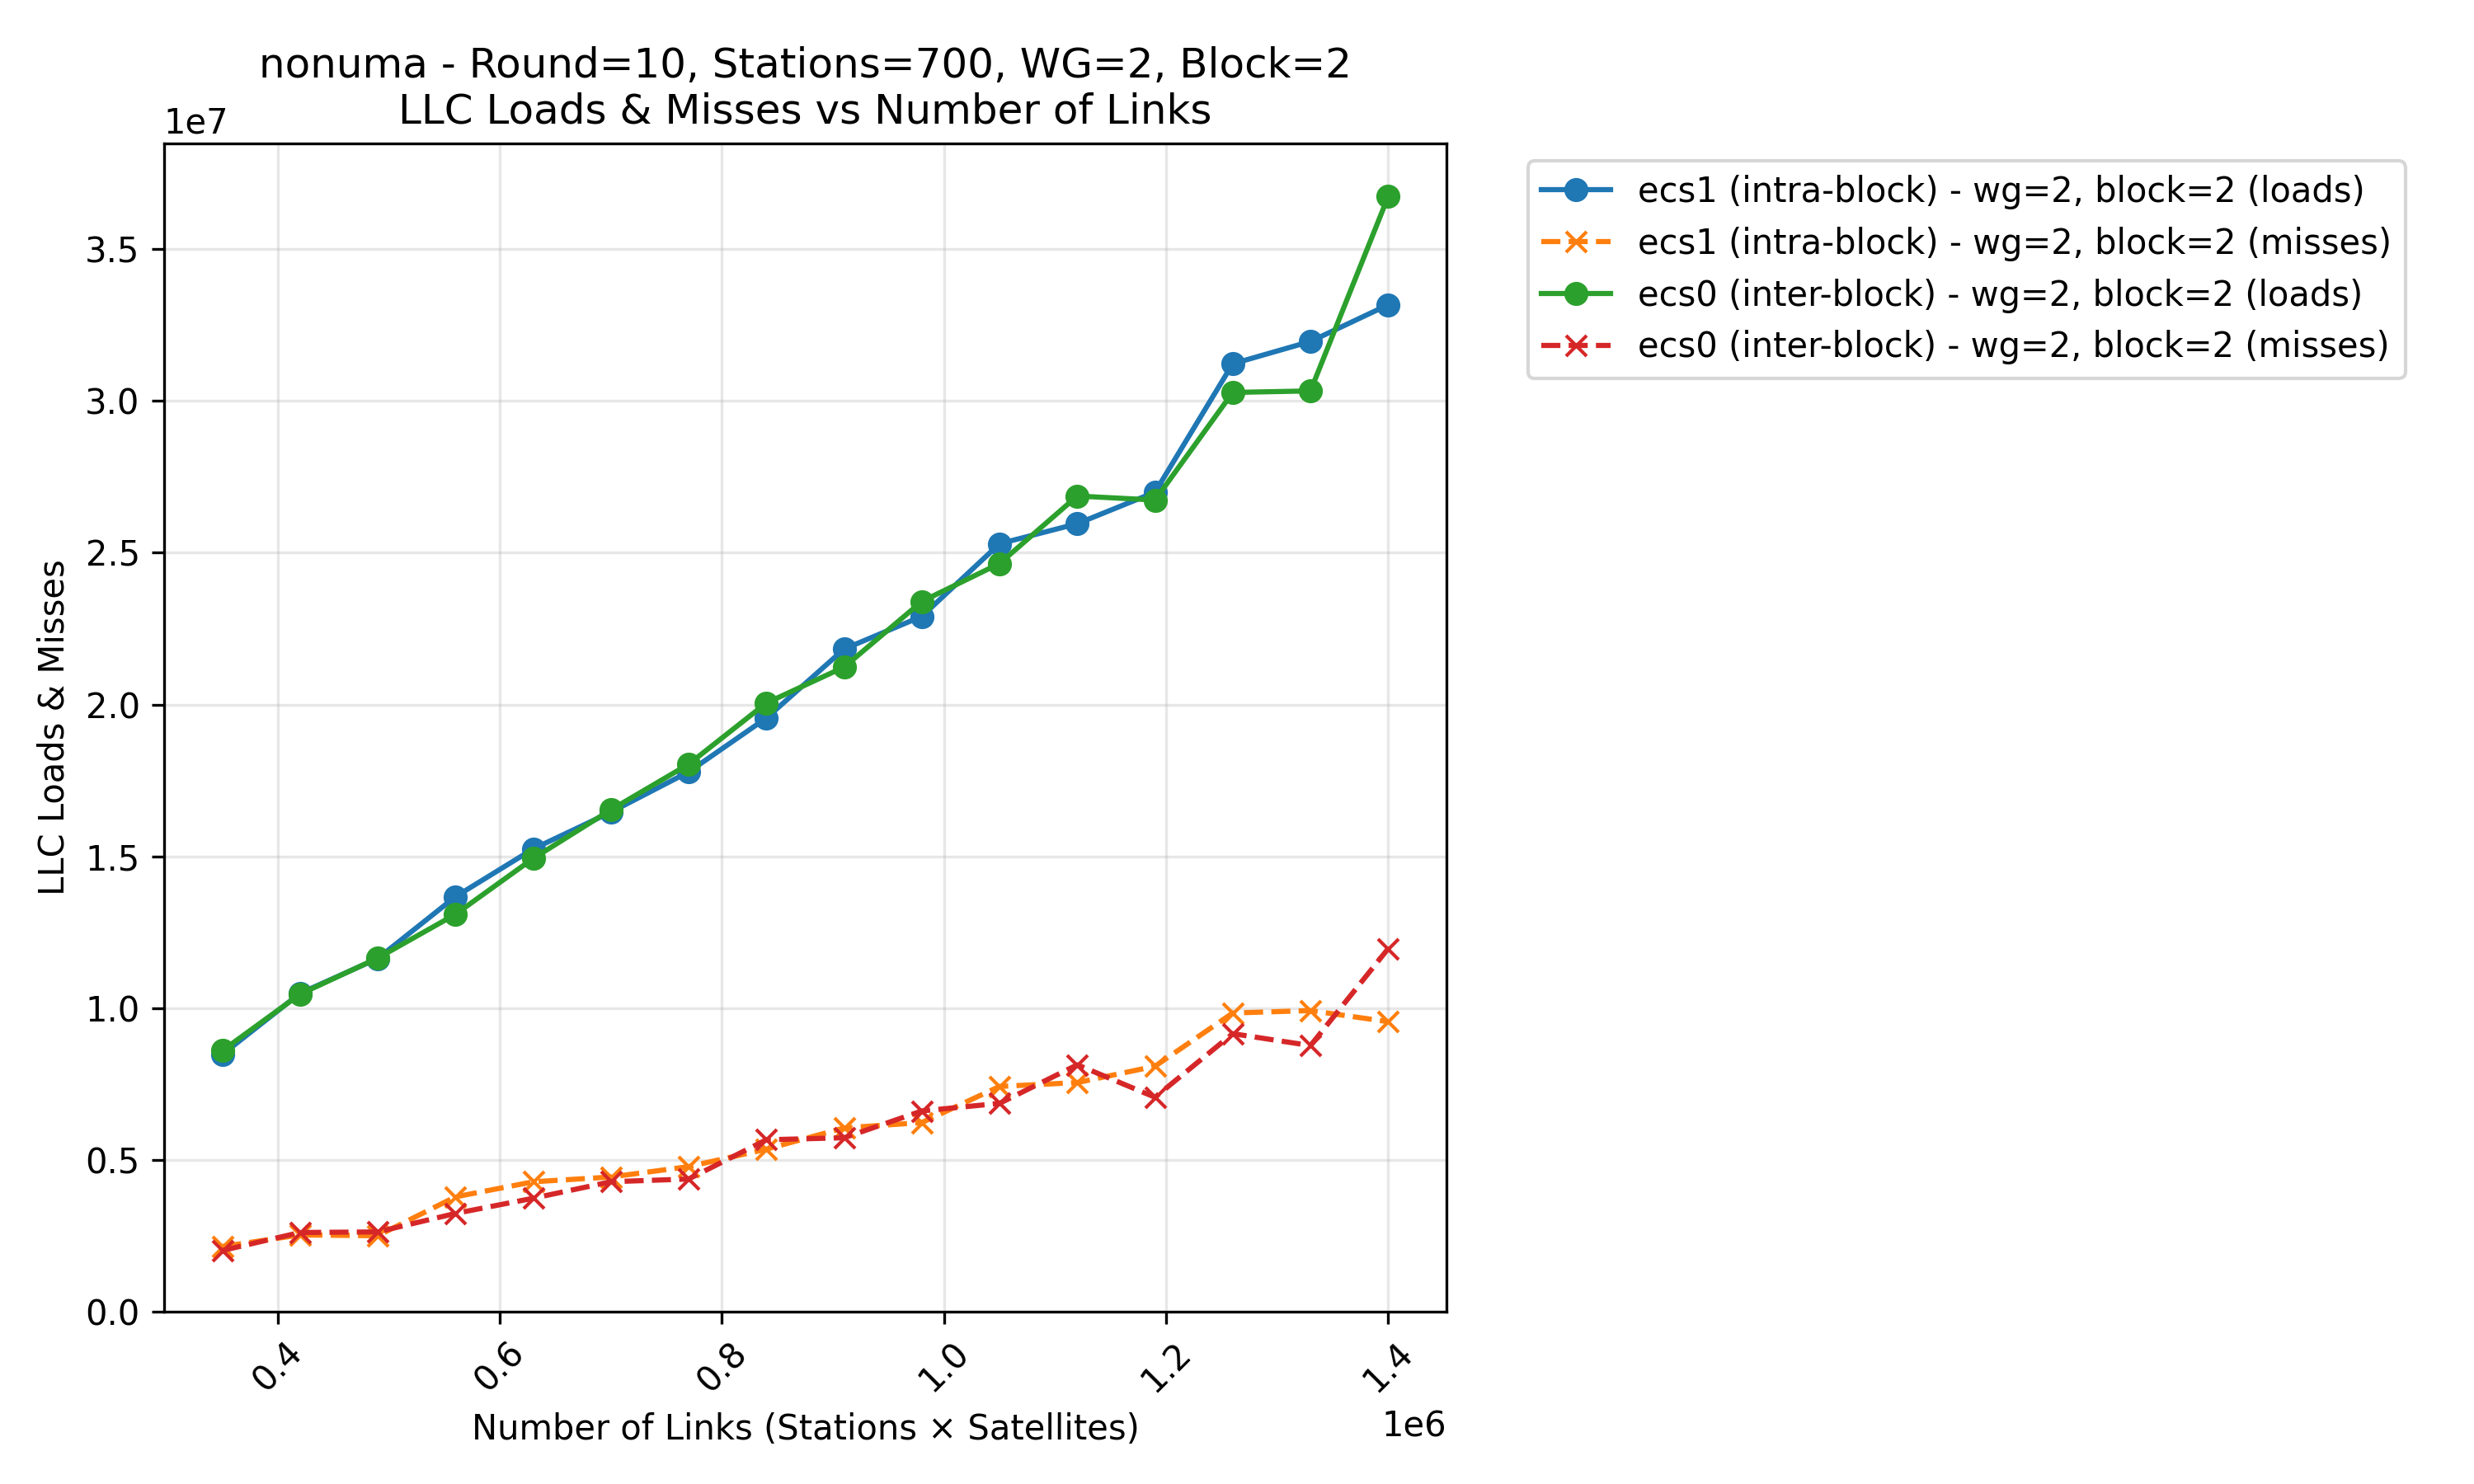 nonuma - Round=10, Stations=700, WG=2, Block=2
LLC Loads & Misses vs Number of Links
1e7
3.5
3.0
2.5
2.0
1.5
1.0
0.5
0.0
LLC Loads & Misses
0.4
0.6
0.8
1.0
1.2
1.4
1e6
Number of Links (Stations × Satellites)
ecs1 (intra-block) - wg=2, block=2 (loads)
ecs1 (intra-block) - wg=2, block=2 (misses)
ecs0 (inter-block) - wg=2, block=2 (loads)
ecs0 (inter-block) - wg=2, block=2 (misses)